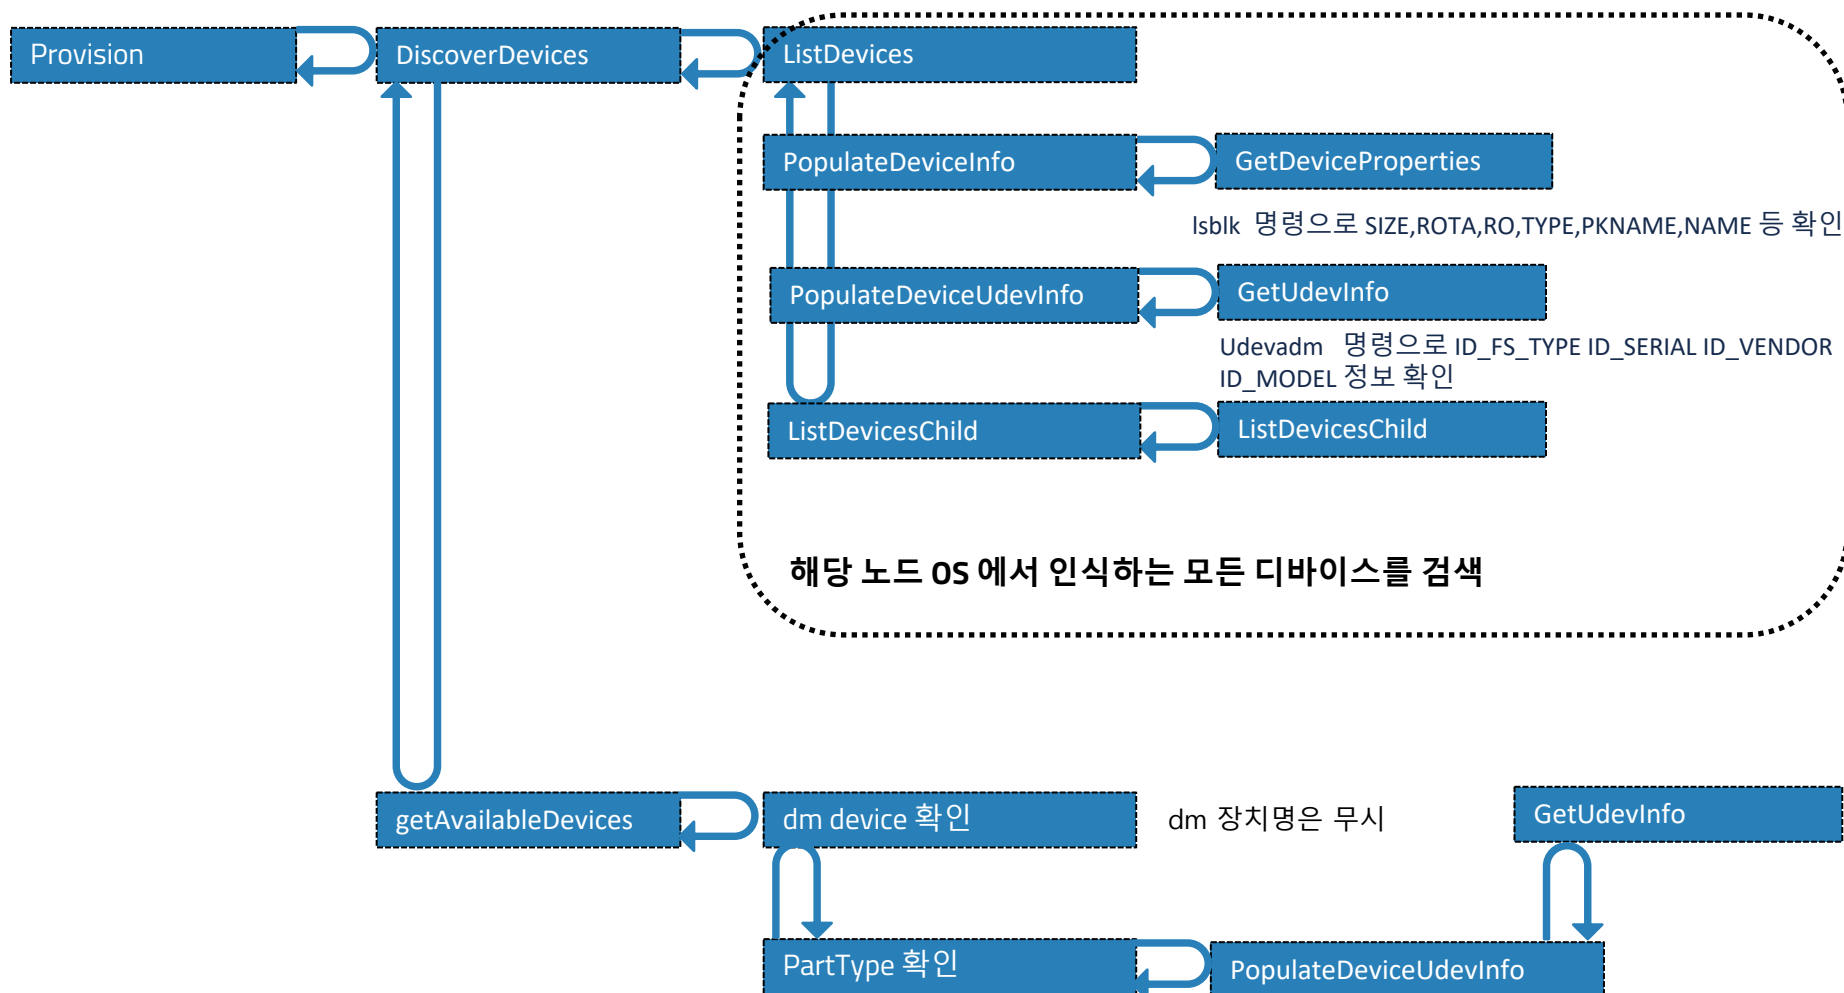 Provision
DiscoverDevices
ListDevices
PopulateDeviceInfo
GetDeviceProperties
lsblk 명령으로 SIZE,ROTA,RO,TYPE,PKNAME,NAME 등 확인
PopulateDeviceUdevInfo
GetUdevInfo
Udevadm 명령으로 ID_FS_TYPE ID_SERIAL ID_VENDOR
ID_MODEL 정보 확인
ListDevicesChild
ListDevicesChild
해당 노드 OS 에서 인식하는 모든 디바이스를 검색
getAvailableDevices
dm device 확인
dm 장치명은 무시
GetUdevInfo
PartType 확인
PopulateDeviceUdevInfo